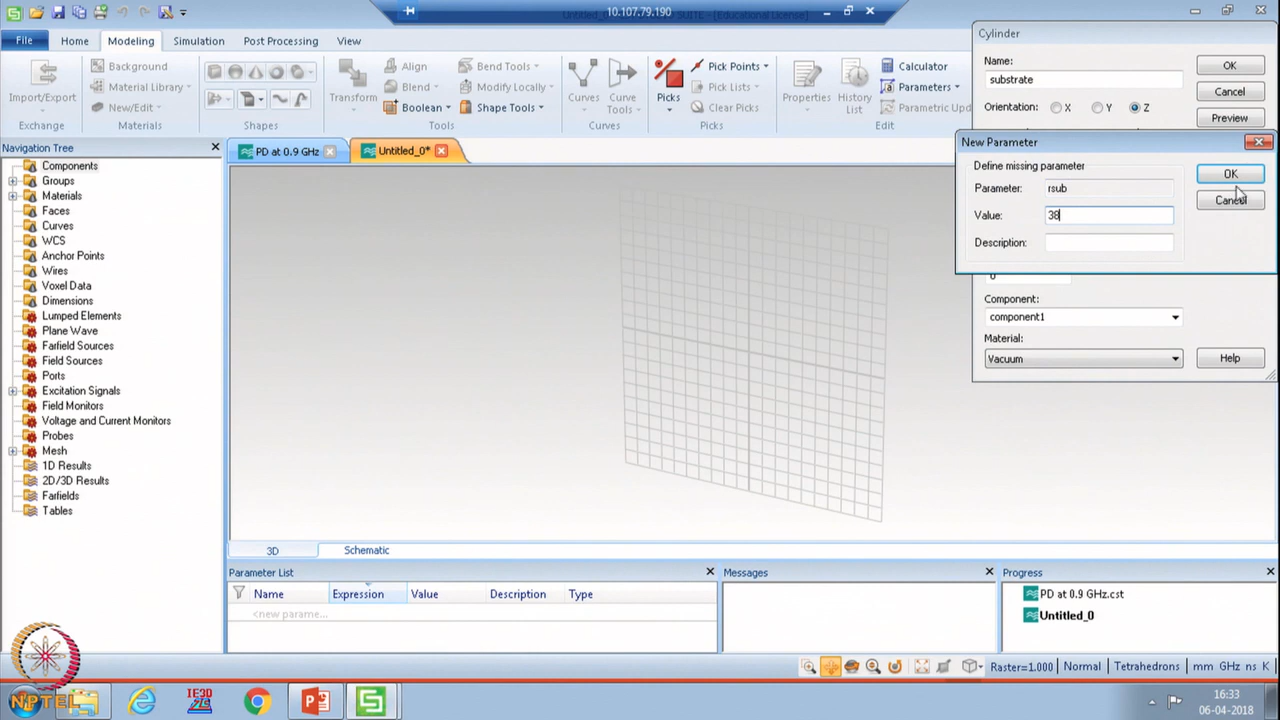 10.107.79.190
File
Home
Modeling
Simulation
Post Processing
View
Import/Export
Exchange
Background
Material Library
New/Edit
Materials
Shapes
Transform
Align
Blend
Boolean
Bend Tools
Modify Locally
Shape Tools
Tools
Curves
Curve Tools
Curves
Picks
Pick Points
Pick Lists
Clear Picks
Picks
Properties
History List
Calculator
Parameters
Parametric Up
Edit
Cylinder
Name:
substrate
Orientation:
X
Y
Z
OK
Cancel
Preview
New Parameter
Define missing parameter
Parameter:
rsub
Value:
38
Description:
OK
Cancel
0
Component:
component1
Material:
Vacuum
Help
Navigation Tree
Components
Groups
Materials
Faces
Curves
WCS
Anchor Points
Wires
Voxel Data
Dimensions
Lumped Elements
Plane Wave
Farfield Sources
Field Sources
Ports
Excitation Signals
Field Monitors
Voltage and Current Monitors
Probes
Mesh
1D Results
2D/3D Results
Farfields
Tables
PD at 0.9 GHz
Untitled_0*
3D
Schematic
Parameter List
Name
Expression
Value
Description
Type
<new parame...
Messages
Progress
PD at 0.9 GHz.cst
Untitled_0
Raster=1.000
Normal
Tetrahedrons
mm GHz ns K
NPTEL
IE3D
16:33
06-04-2018